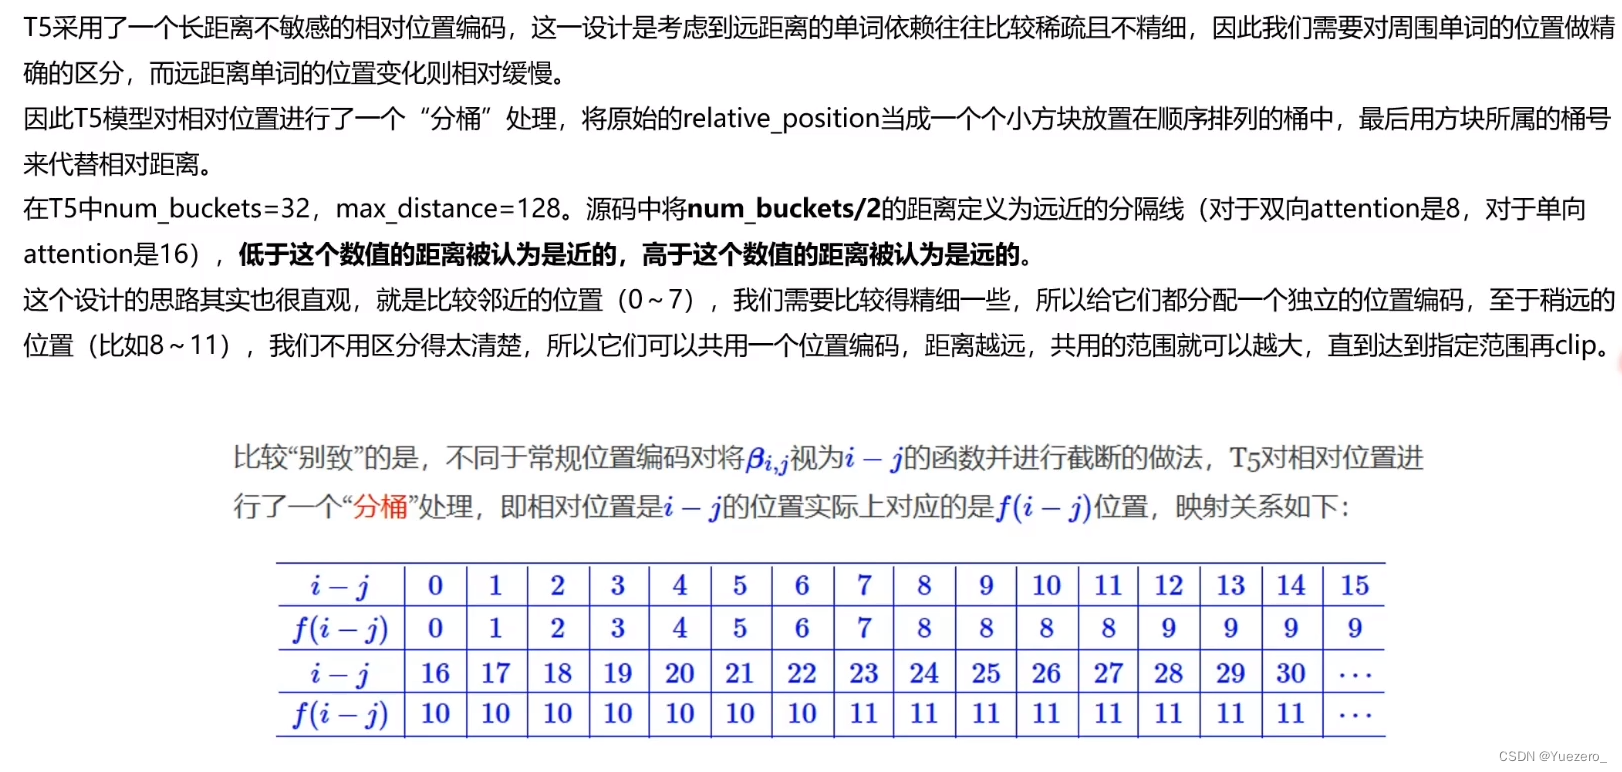 T5采用了一个长距离不敏感的相对位置编码，这一设计是考虑到远距离的单词依赖往往比较稀疏且不精细，因此我们需要对周围单词的位置做精
确的区分，而远距离单词的位置变化则相对缓慢。
因此T5模型对相对位置进行了一个“分桶”处理，将原始的relative_position当成一个个小方块放置在顺序排列的桶中，最后用方块所属的桶号
来代替相对距离。
在T5中num_buckets=32，max_distance=128。源码中将num_buckets/2的距离定义为远近的分隔线（对于双向attention是8，对于单向
attention是16），低于这个数值的距离被认为是近的，高于这个数值的距离被认为是远的。
这个设计的思路其实也很直观，就是比较邻近的位置（0～7），我们需要比较得精细一些，所以给它们都分配一个独立的位置编码，至于稍远的
位置（比如8～11），我们不用区分得太清楚，所以它们可以共用一个位置编码，距离越远，共用的范围就可以越大，直到达到指定范围再clip。
比较“别致”的是，不同于常规位置编码对将βi,j视为i − j的函数并进行截断的做法，T5对相对位置进
行了一个“分桶”处理，即相对位置是i − j的位置实际上对应的是f(i − j)位置，映射关系如下：
i − j 0 1 2 3 4 5 6 7 8 9 10 11 12 13 14 15
f(i − j) 0 1 2 3 4 5 6 7 8 8 8 8 9 9 9 9
i − j 16 17 18 19 20 21 22 23 24 25 26 27 28 29 30 ···
f(i − j) 10 10 10 10 10 10 10 11 11 11 11 11 11 11 11 ···
CSDN @Yuezero_